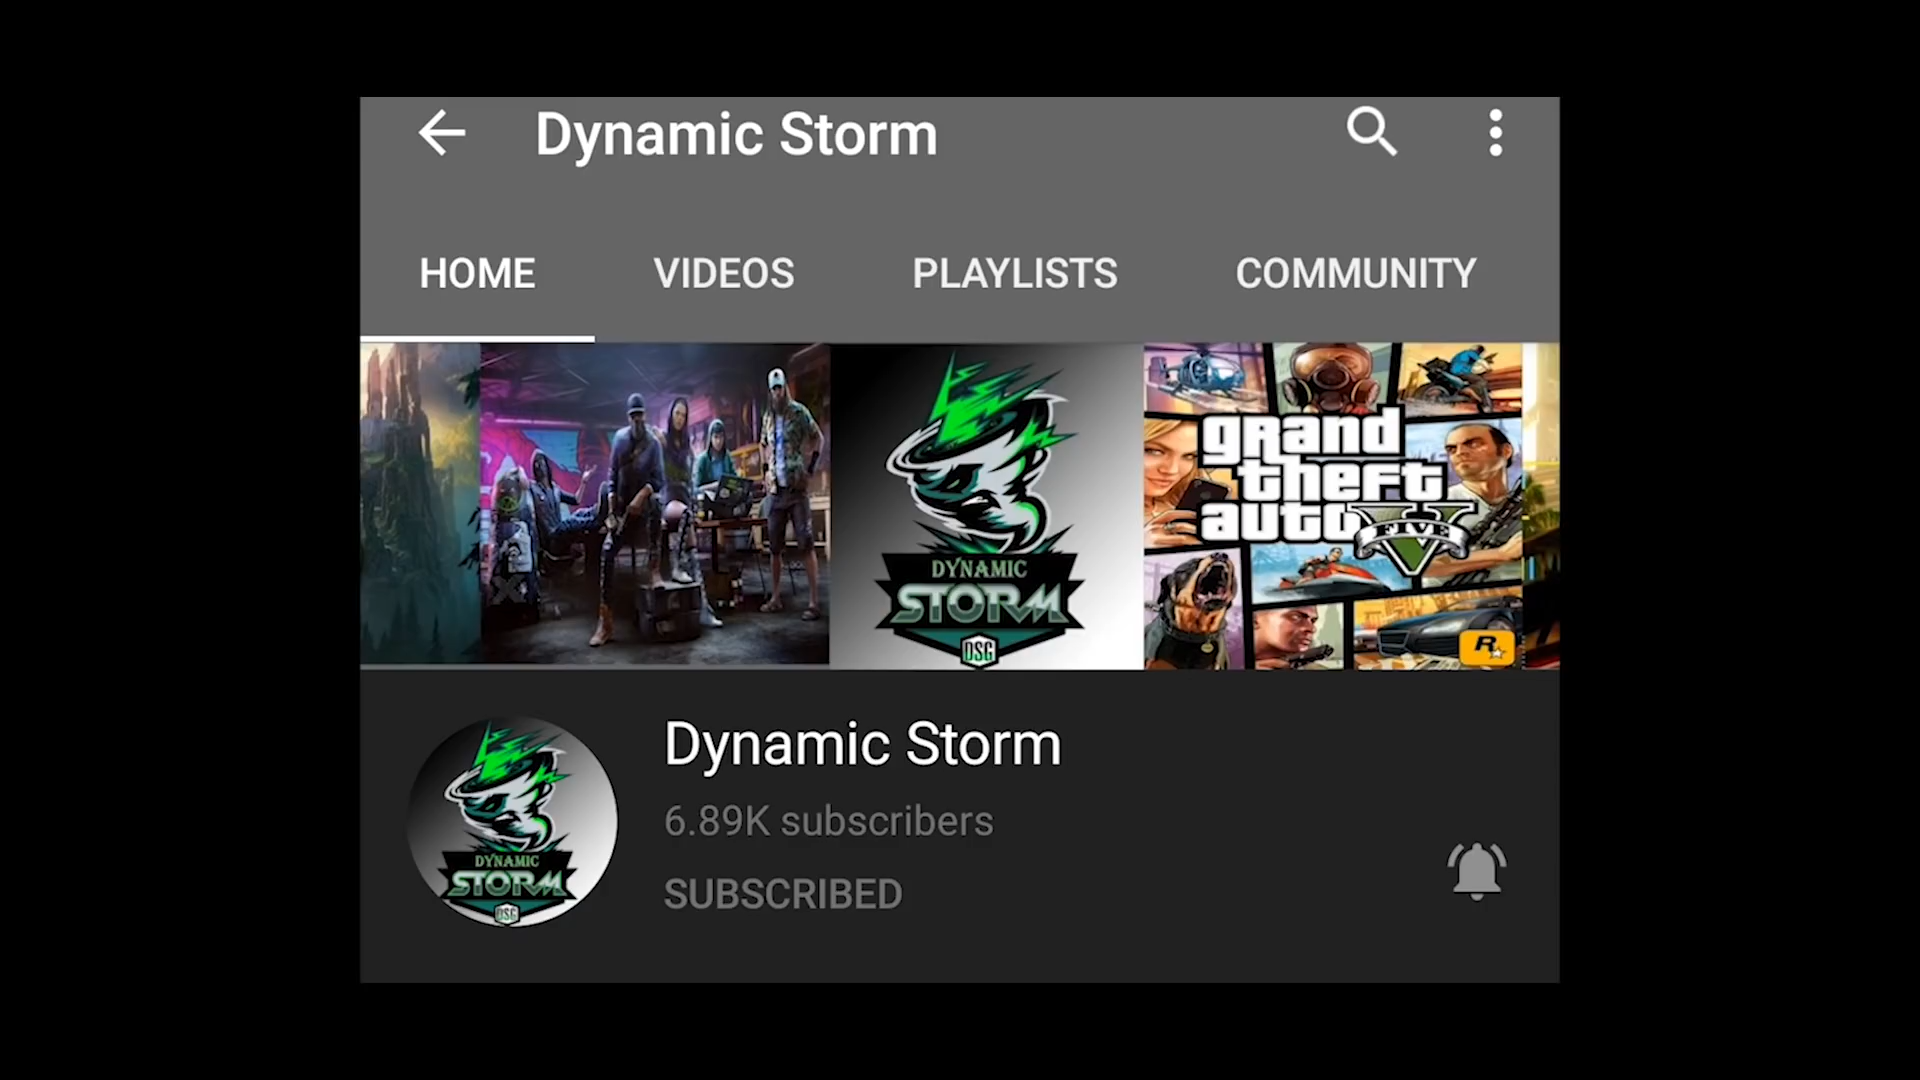 Dynamic Storm
HOME VIDEOS PLAYLISTS COMMUNITY
DYNAMIC
STORM
DSG
grand
theft
auto
FIVE
V
R
Dynamic Storm
6.89K subscribers
SUBSCRIBED
DYNAMIC
STORM
DSG